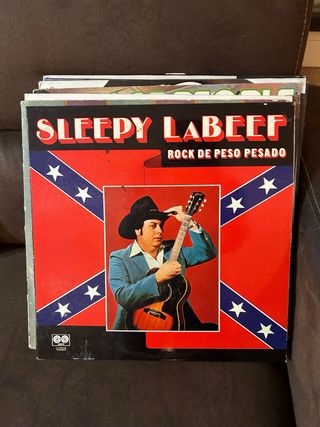 SLEEPY LaBEEF
ROCK DE PESO PESADO